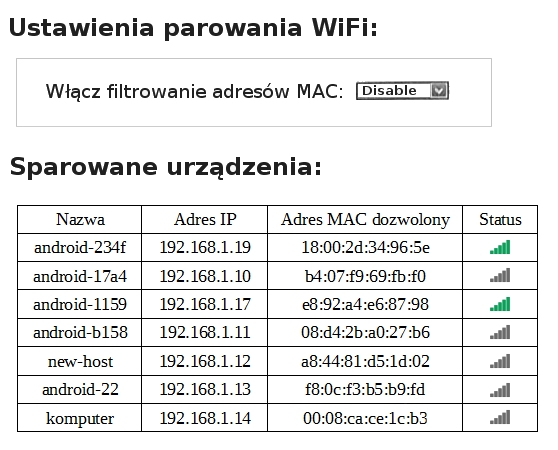 Ustawienia parowania WiFi:
Włącz filtrowanie adresów MAC: Disable
Sparowane urządzenia:
Nazwa Adres IP Adres MAC dozwolony Status
android-234f 192.168.1.19 18:00:2d:34:96:5e
android-17a4 192.168.1.10 b4:07:f9:69:fb:f0
android-1159 192.168.1.17 e8:92:a4:e6:87:98
android-b158 192.168.1.11 08:d4:2b:a0:27:b6
new-host 192.168.1.12 a8:44:81:d5:1d:02
android-22 192.168.1.13 f8:0c:f3:b5:b9:fd
komputer 192.168.1.14 00:08:ca:ce:1c:b3